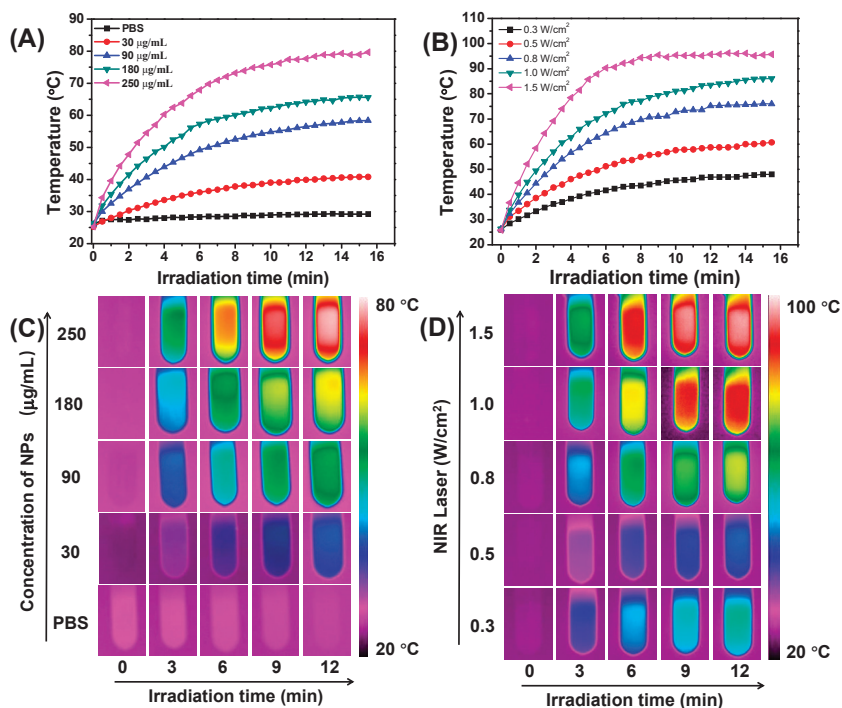 (A)
90
80
70
60
50
40
30
20
Temperature (°C)
PBS
30 μg/mL
90 μg/mL
180 μg/mL
250 μg/mL
0 2 4 6 8 10 12 14 16
Irradiation time (min)
(B)
110
100
90
80
70
60
50
40
30
20
Temperature (°C)
0.3 W/cm²
0.5 W/cm²
0.8 W/cm²
1.0 W/cm²
1.5 W/cm²
0 2 4 6 8 10 12 14 16
Irradiation time (min)
(C)
Concentration of NPs (μg/mL)
250
180
90
30
PBS
80 °C
20 °C
0 3 6 9 12
Irradiation time (min)
(D)
NIR Laser (W/cm²)
1.5
1.0
0.8
0.5
0.3
100 °C
20 °C
0 3 6 9 12
Irradiation time (min)